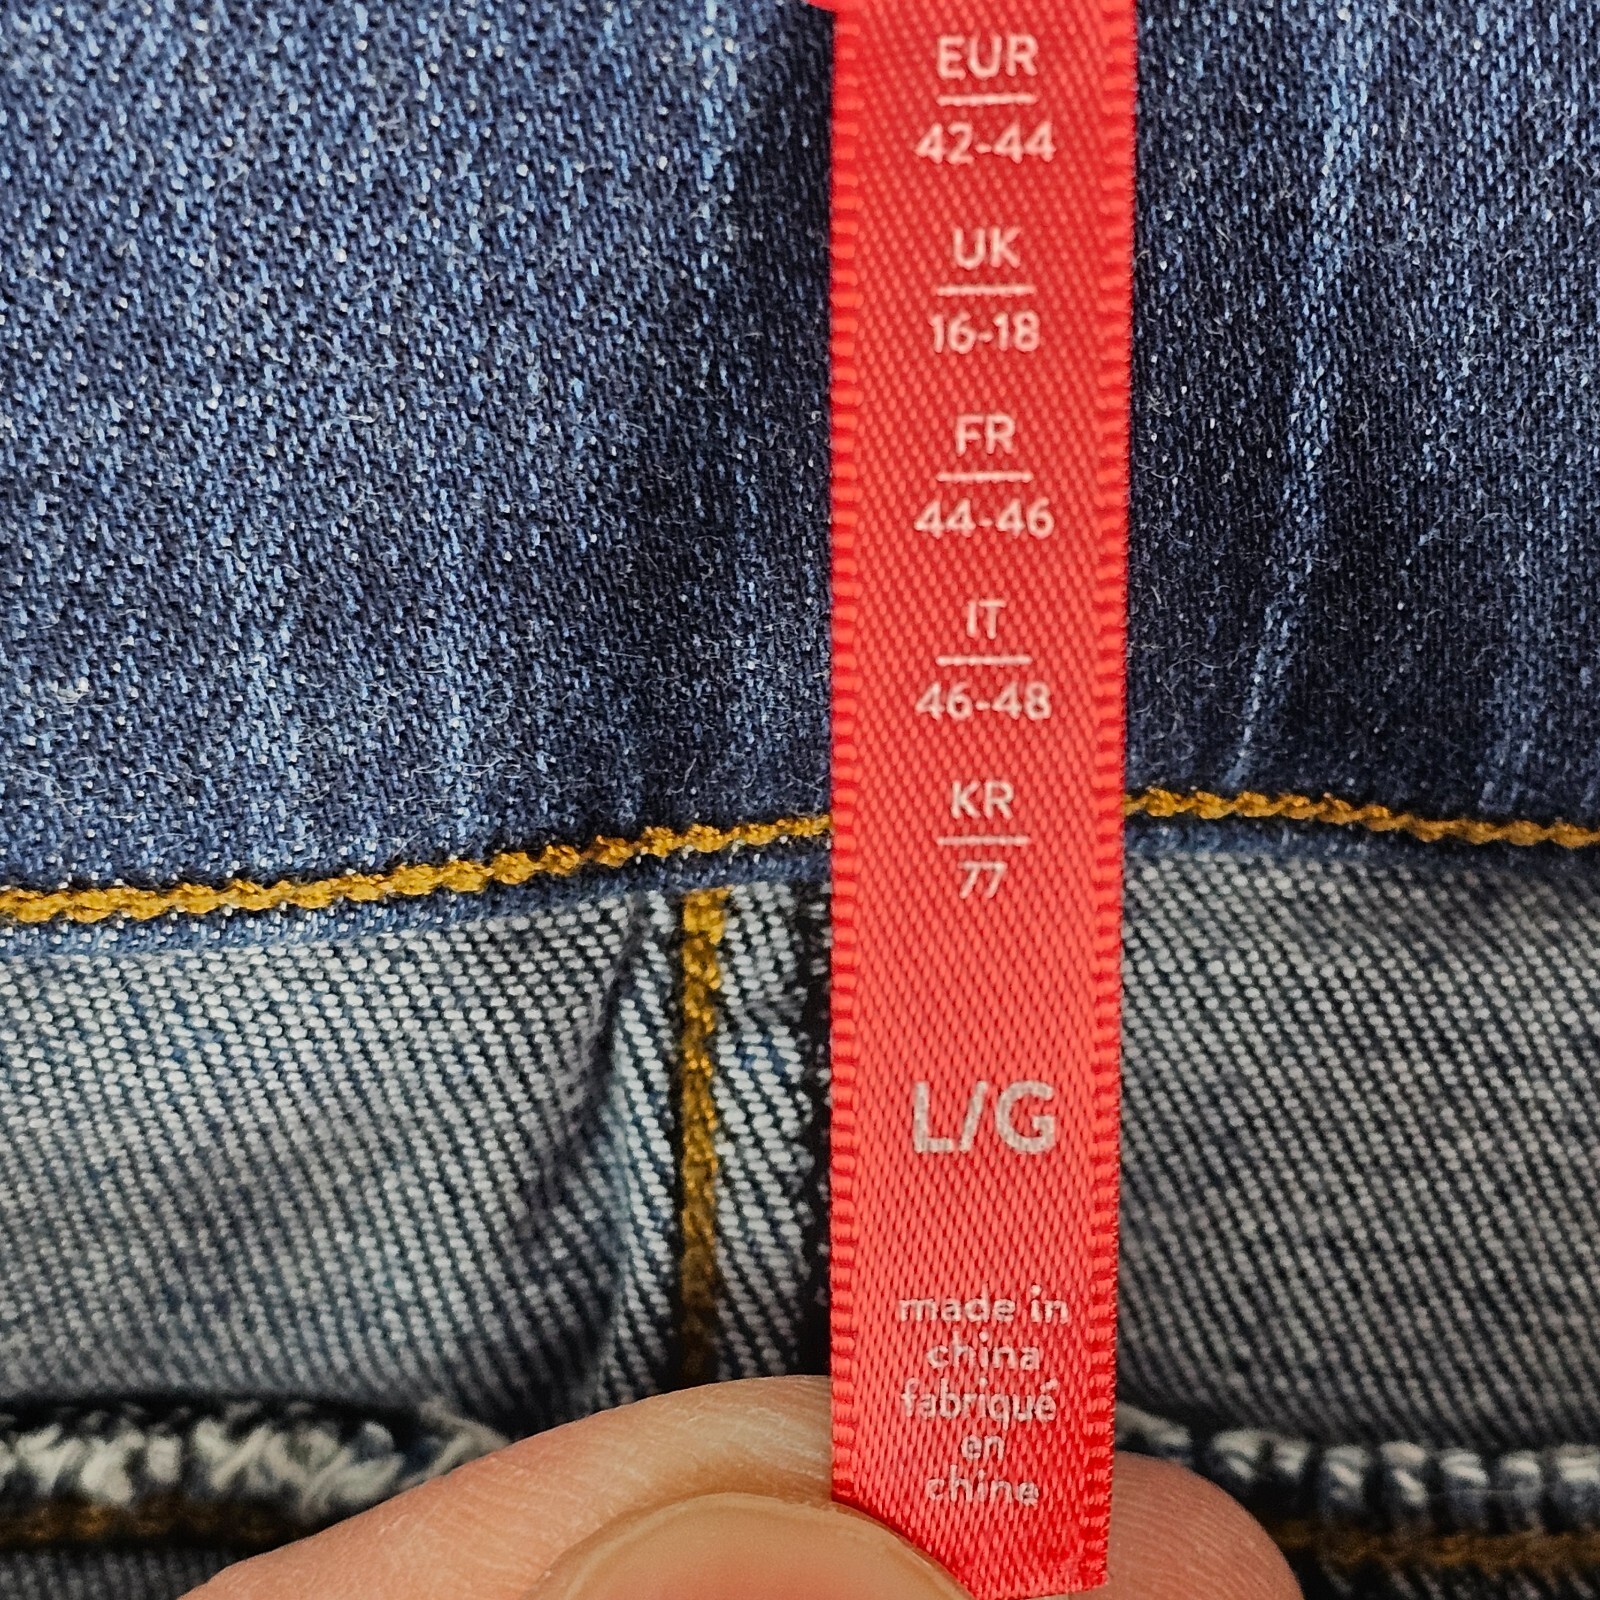 EUR
42-44
UK
16-18
FR
44-46
IT
46-48
KR
77
L/G
made in
china
fabriqué
en
chine